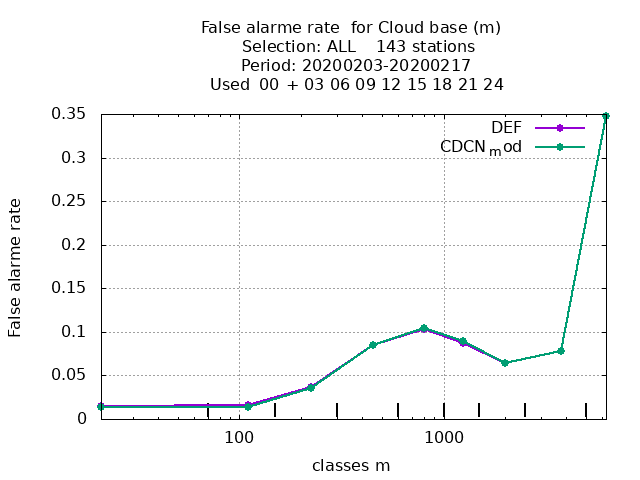 False alarme rate  for Cloud base (m)
Selection: ALL    143 stations
Period: 20200203-20200217
Used  00 + 03 06 09 12 15 18 21 24
0.35
0.3
0.25
0.2
0.15
0.1
0.05
0
False alarme rate
DEF
CDCNmod
100
1000
classes m